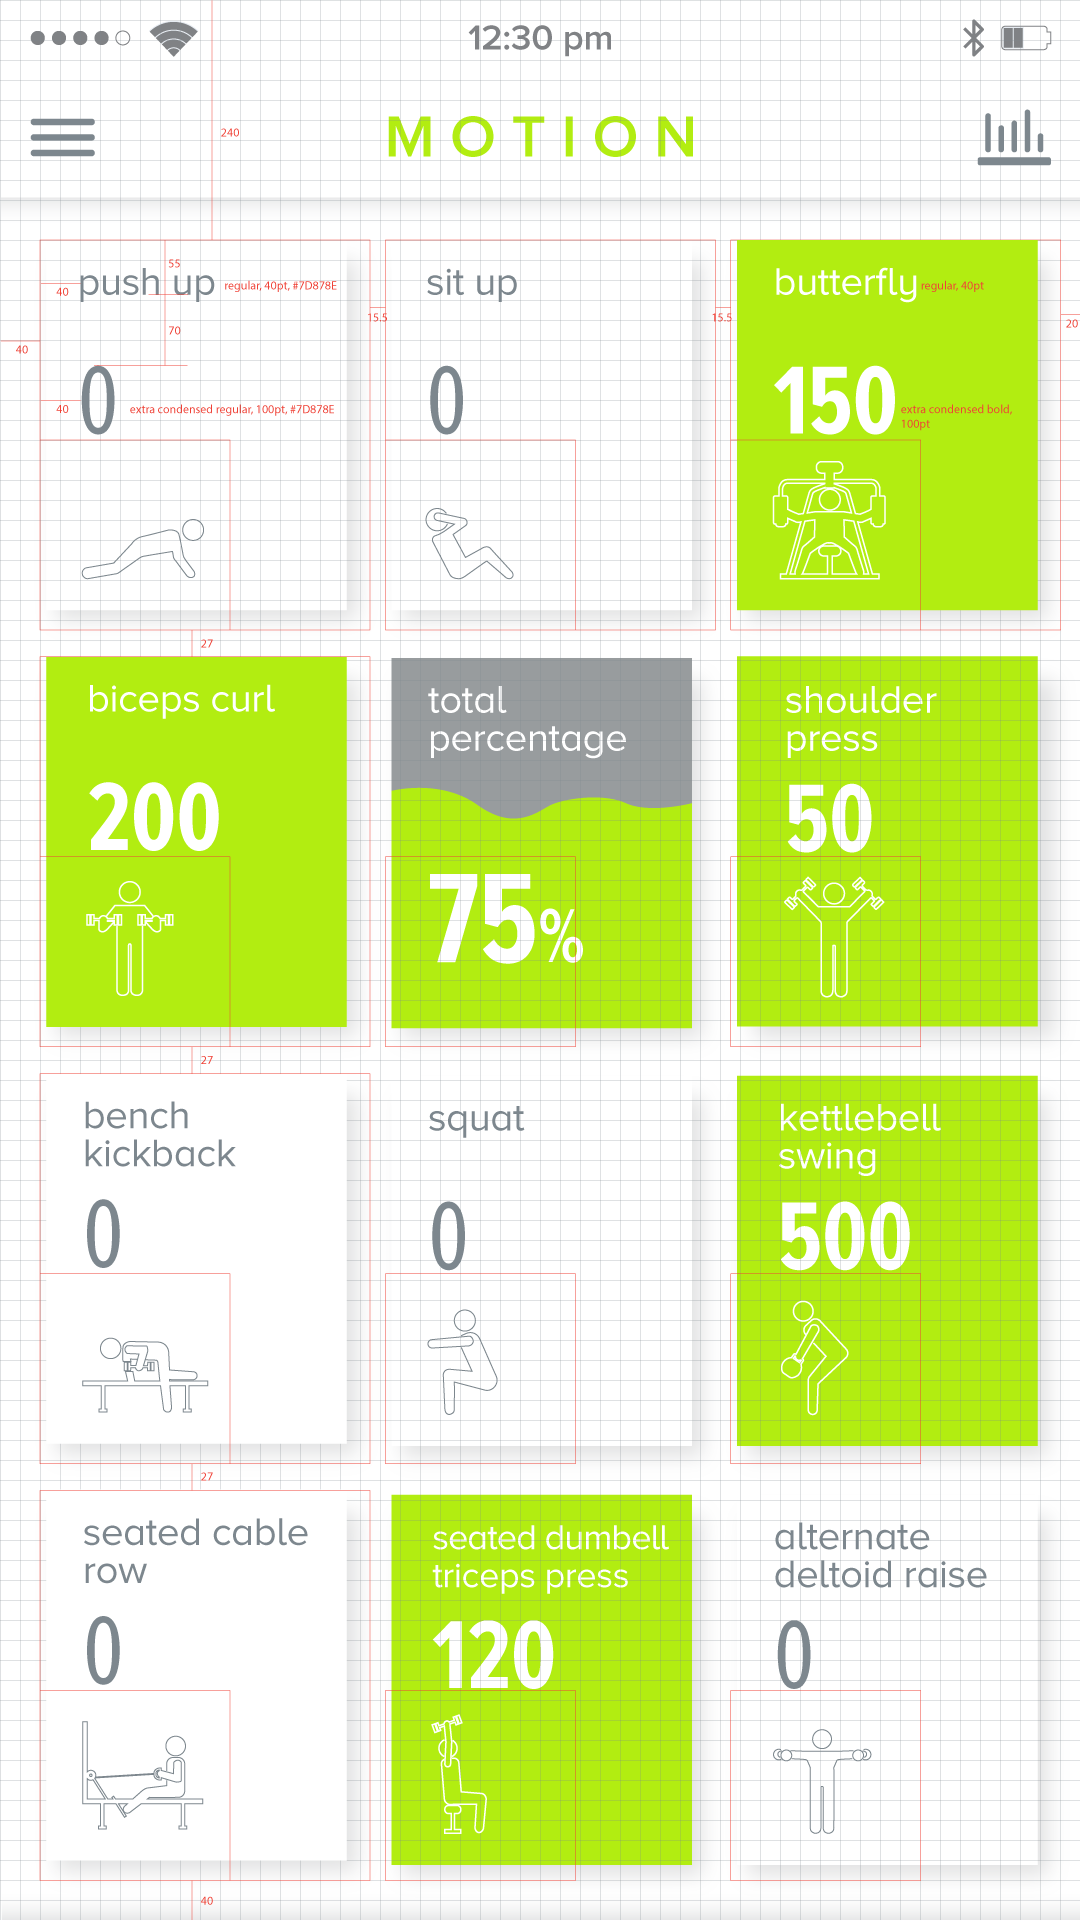 12:30 pm
240
MOTION
55
40
push up
regular, 40pt, #7D878E
15.5
70
40
0
40
extra condensed regular, 100pt, #7D878E
sit up
15.5
0
butterfly
regular, 40pt
20
150
extra condensed bold,
100pt
27
biceps curl
200
total
percentage
75%
shoulder
press
50
27
bench
kickback
0
squat
0
kettlebell
swing
500
27
seated cable
row
0
seated dumbell
triceps press
120
alternate
deltoid raise
0
40